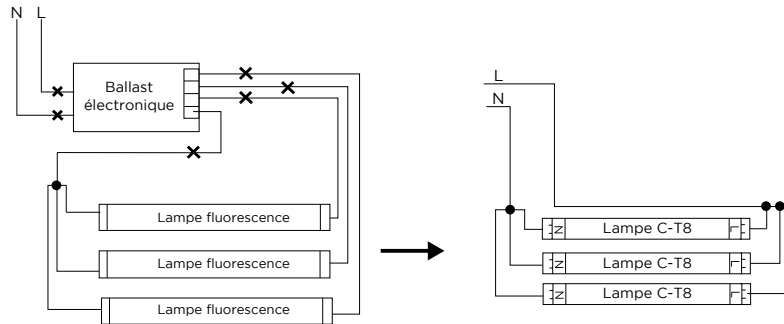 N L
Ballast
électronique
Lampe fluorescence
Lampe fluorescence
Lampe fluorescence
L
N
N Lampe C-T8 L
N Lampe C-T8 L
N Lampe C-T8 L